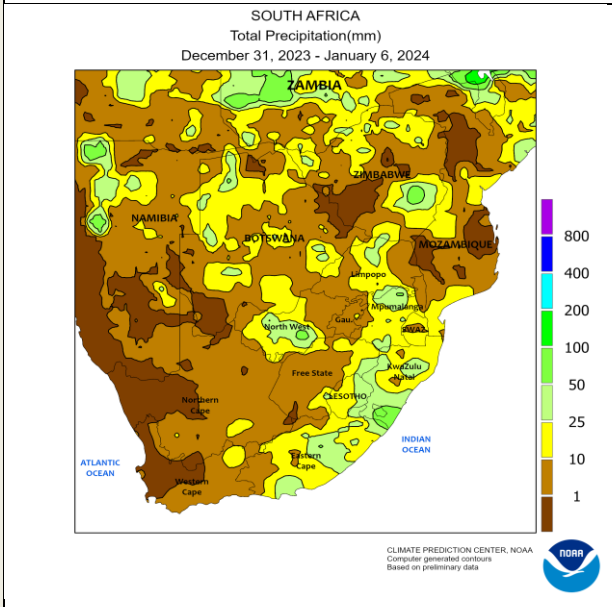 SOUTH AFRICA
Total Precipitation(mm)
December 31, 2023 - January 6, 2024
ZAMBIA
ZIMBABWE
NAMIBIA
BOTSWANA
MOZAMBIQUE
Limpopo
Mpumalanga
North West
Gau.
SWAZ.
Free State
KwaZulu
Natal
LESOTHO
Northern
Cape
Eastern
Cape
Western
Cape
ATLANTIC
OCEAN
INDIAN
OCEAN
800
400
200
100
50
25
10
1
CLIMATE PREDICTION CENTER, NOAA
Computer generated contours
Based on preliminary data
NOAA